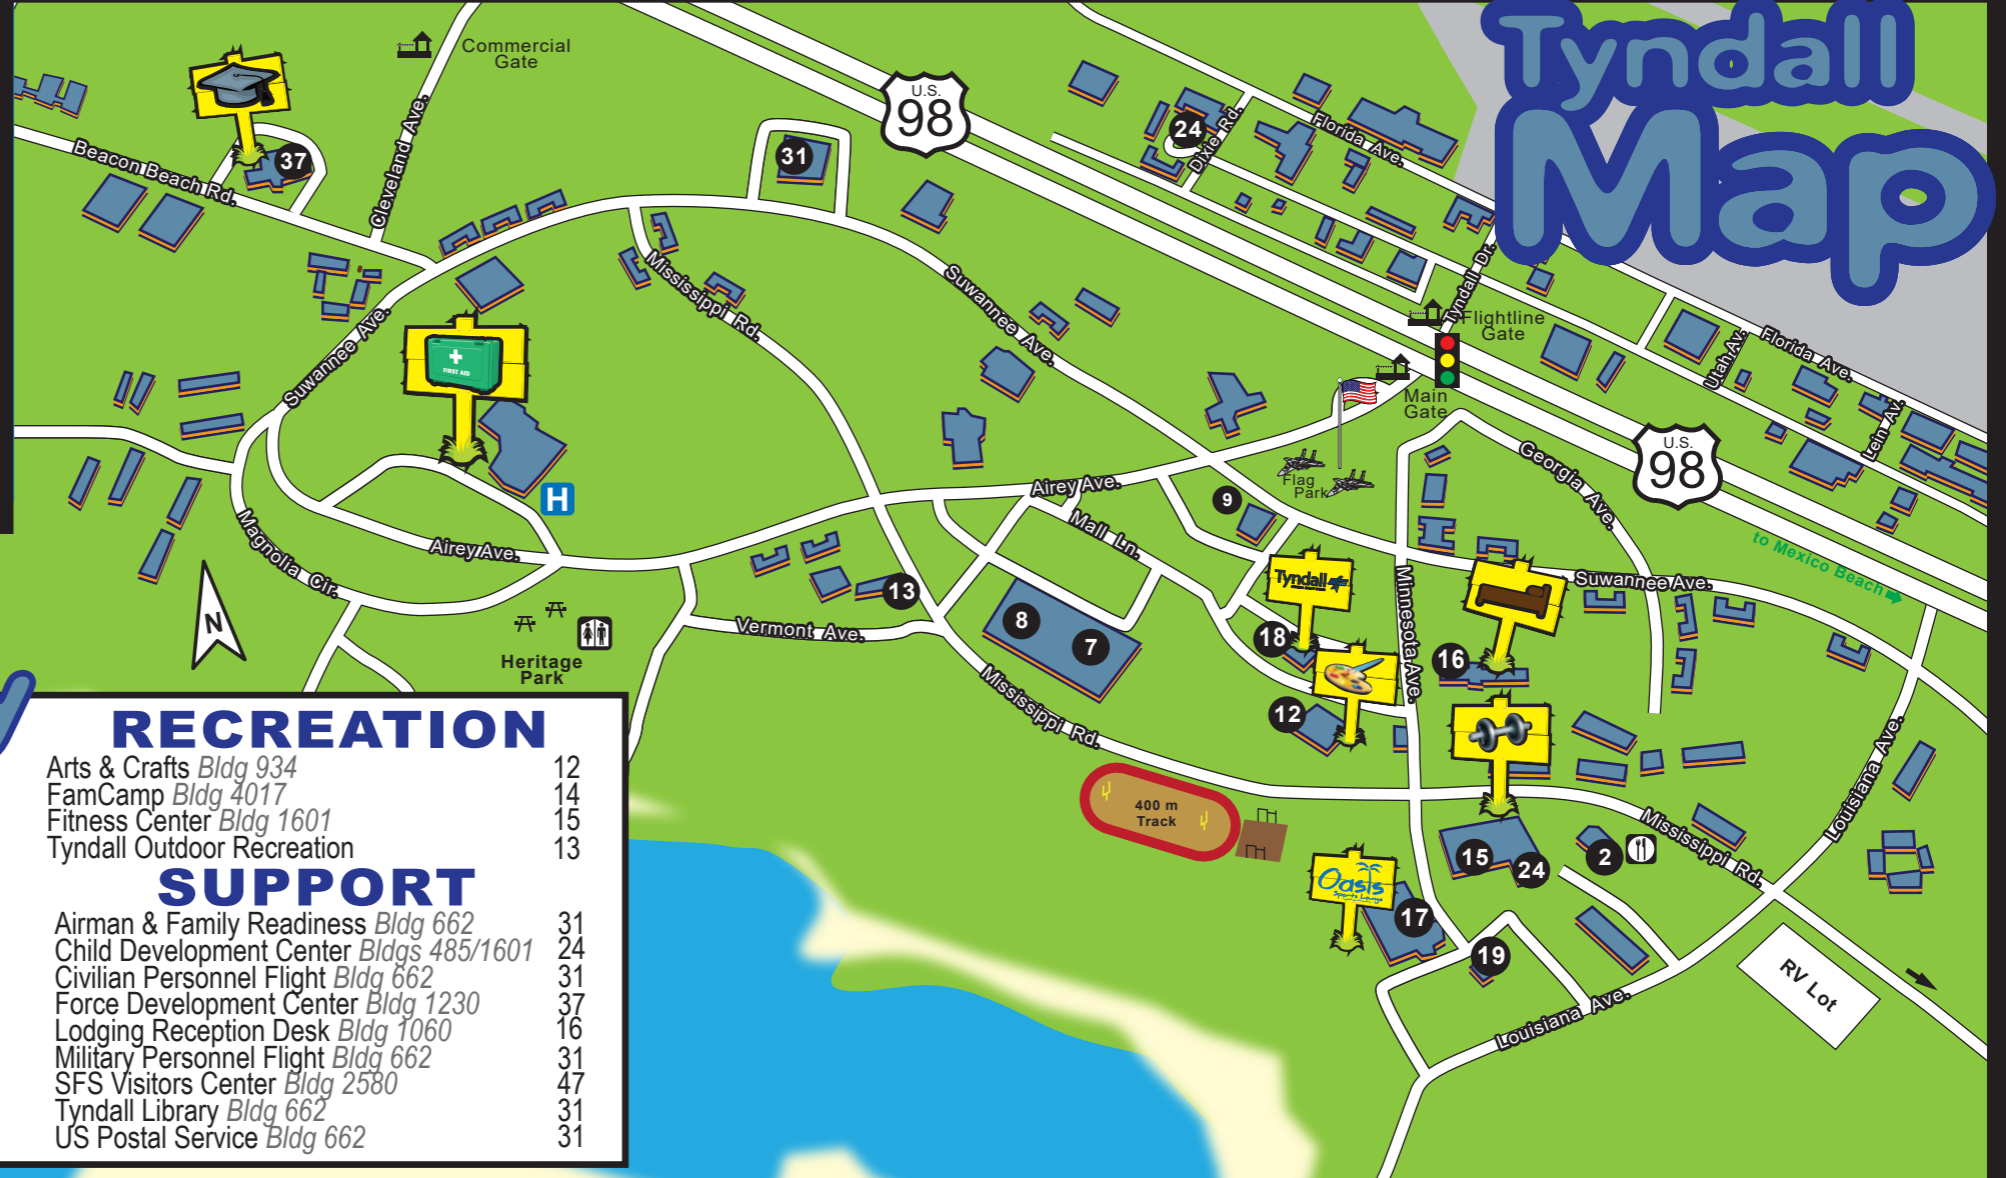 Tyndall
Map
Commercial
Gate
U.S.
98
24
Dixie Rd.
Florida Ave.
37
Beacon Beach Rd.
Cleveland Ave.
31
Mississippi Rd.
Suwannee Ave.
Tyndall Dr.
Flightline
Gate
Utah Av.
Florida Ave.
Lein Av.
Suwannee Ave.
FIRST AID
Main
Gate
U.S.
98
Georgia Ave.
Flag
Park
H
Airey Ave.
Mall Ln.
9
to Mexico Beach
Magnolia Cir.
Airey Ave.
Tyndall
Minnesota Ave.
Suwannee Ave.
13
N
8
7
Vermont Ave.
18
16
Heritage
Park
Mississippi Rd.
12
Louisiana Ave.
400 m
Track
Mississippi Rd.
15
24
2
Oasis
Sports Lounge
17
19
RV Lot
Louisiana Ave.
RECREATION
Arts & Crafts Bldg 934 12
FamCamp Bldg 4017 14
Fitness Center Bldg 1601 15
Tyndall Outdoor Recreation 13
SUPPORT
Airman & Family Readiness Bldg 662 31
Child Development Center Bldgs 485/1601 24
Civilian Personnel Flight Bldg 662 31
Force Development Center Bldg 1230 37
Lodging Reception Desk Bldg 1060 16
Military Personnel Flight Bldg 662 31
SFS Visitors Center Bldg 2580 47
Tyndall Library Bldg 662 31
US Postal Service Bldg 662 31